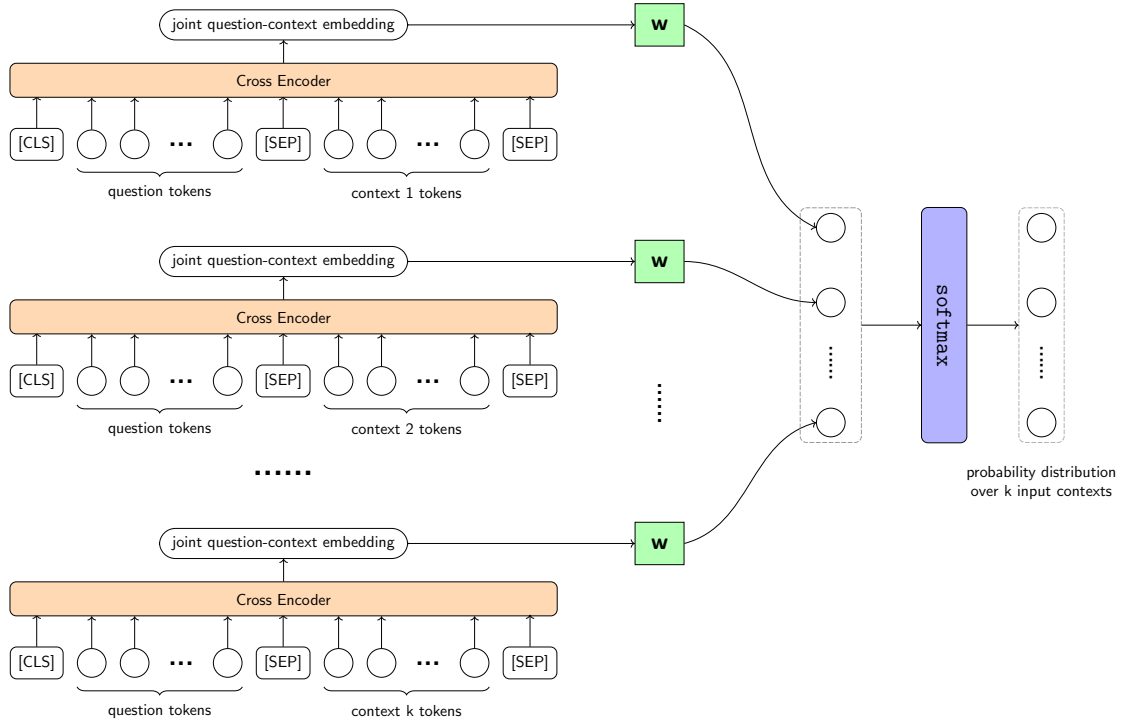 joint question-context embedding
w
Cross Encoder
[CLS] ... [SEP] ... [SEP]
question tokens context 1 tokens
joint question-context embedding
w
Cross Encoder
[CLS] ... [SEP] ... [SEP]
question tokens context 2 tokens
......
......
joint question-context embedding
w
Cross Encoder
[CLS] ... [SEP] ... [SEP]
question tokens context k tokens
......
softmax
......
probability distribution
over k input contexts